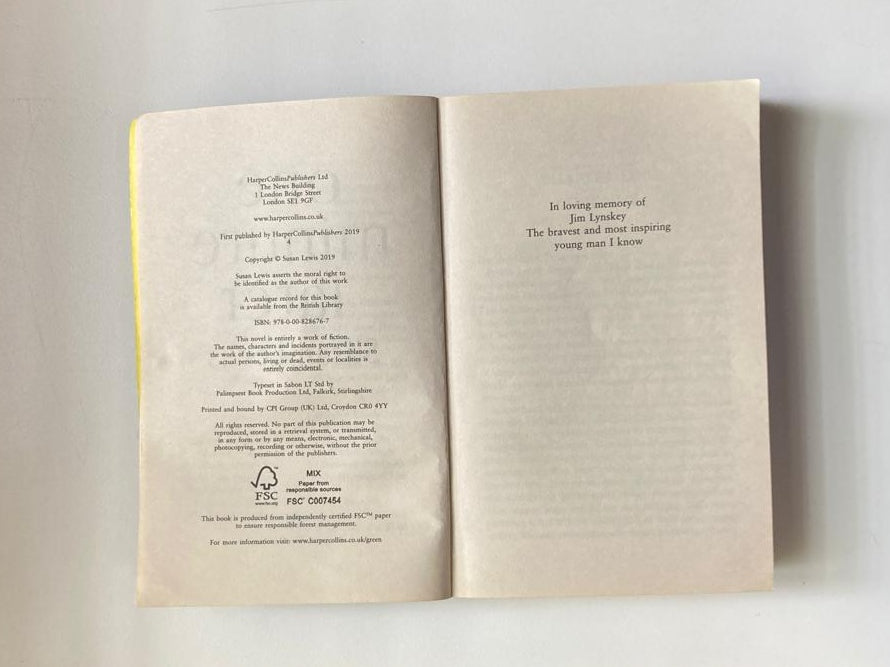 HarperCollinsPublishers Ltd
The News Building
1 London Bridge Street
London SE1 9GF
www.harpercollins.co.uk
First published by HarperCollinsPublishers 2019
4
Copyright © Susan Lewis 2019
Susan Lewis asserts the moral right to
be identified as the author of this work
A catalogue record for this book
is available from the British Library
ISBN: 978-0-00-828676-7
This novel is entirely a work of fiction.
The names, characters and incidents portrayed in it are
the work of the author's imagination. Any resemblance to
actual persons, living or dead, events or localities is
entirely coincidental.
Typeset in Sabon LT Std by
Palimpsest Book Production Ltd, Falkirk, Stirlingshire
Printed and bound by CPI Group (UK) Ltd, Croydon CR0 4YY
All rights reserved. No part of this publication may be
reproduced, stored in a retrieval system, or transmitted,
in any form or by any means, electronic, mechanical,
photocopying, recording or otherwise, without the prior
permission of the publishers.
FSC
www.fsc.org
MIX
Paper from
responsible sources
FSC® C007454
This book is produced from independently certified FSC™ paper
to ensure responsible forest management.
For more information visit: www.harpercollins.co.uk/green
In loving memory of
Jim Lynskey
The bravest and most inspiring
young man I know